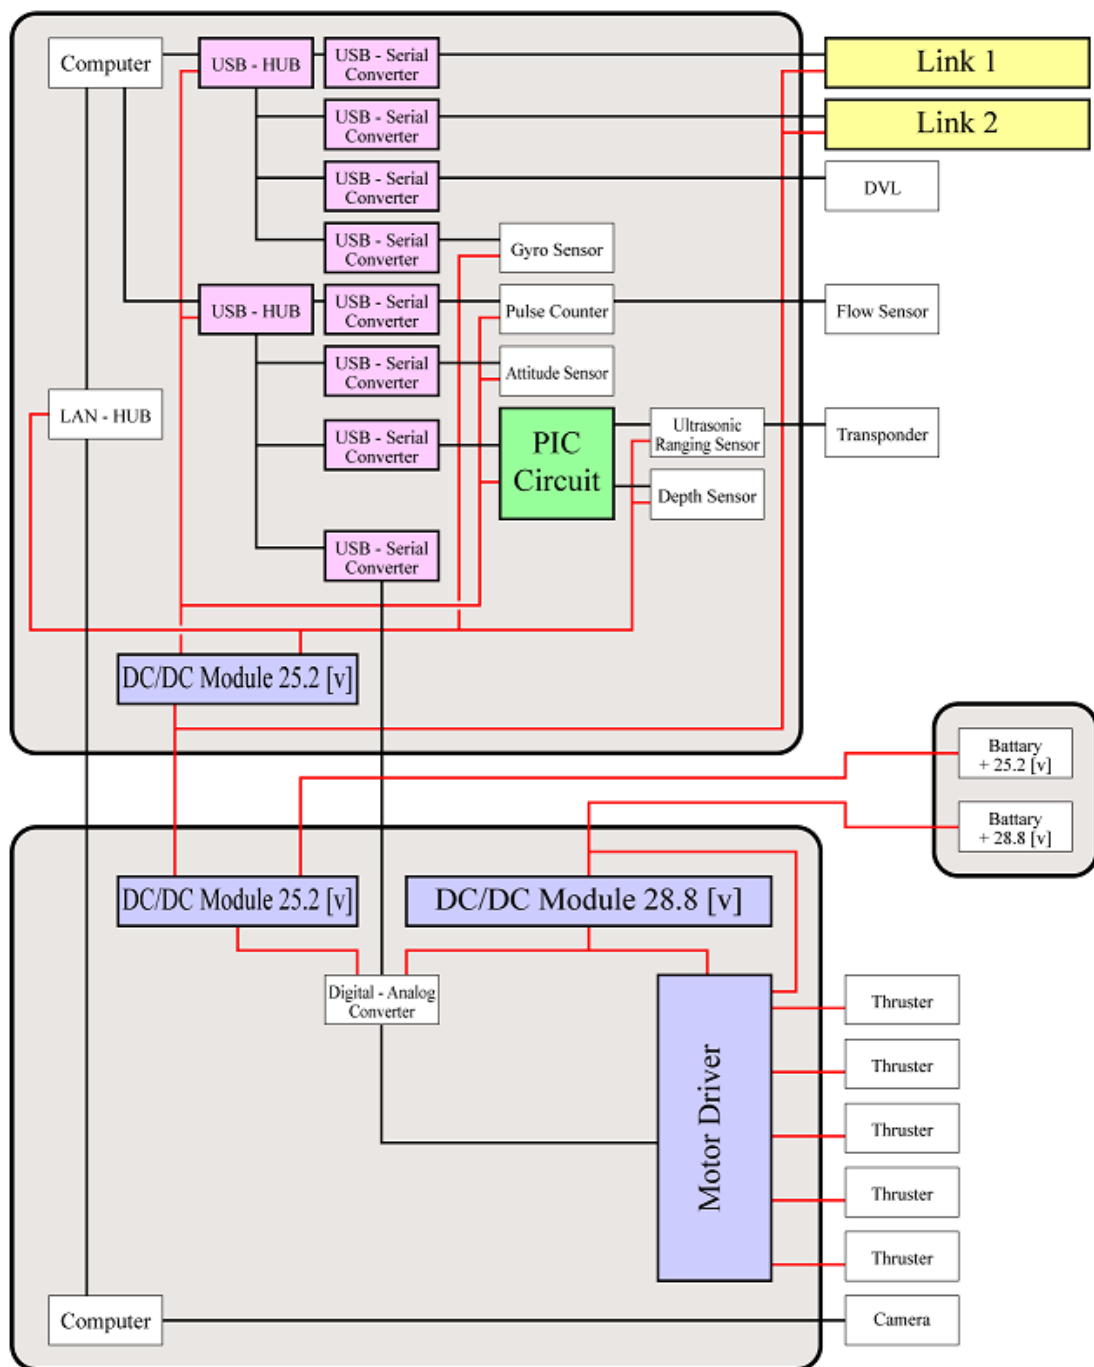 Computer
USB - HUB
USB - Serial
Converter
Link 1
USB - Serial
Converter
Link 2
USB - Serial
Converter
DVL
USB - Serial
Converter
Gyro Sensor
USB - HUB
USB - Serial
Converter
Pulse Counter
Flow Sensor
USB - Serial
Converter
Attitude Sensor
LAN - HUB
USB - Serial
Converter
PIC
Circuit
Ultrasonic
Ranging Sensor
Transponder
Depth Sensor
USB - Serial
Converter
DC/DC Module 25.2 [v]
Battary
+ 25.2 [v]
Battary
+ 28.8 [v]
DC/DC Module 25.2 [v]
DC/DC Module 28.8 [v]
Digital - Analog
Converter
Motor Driver
Thruster
Thruster
Thruster
Thruster
Thruster
Computer
Camera